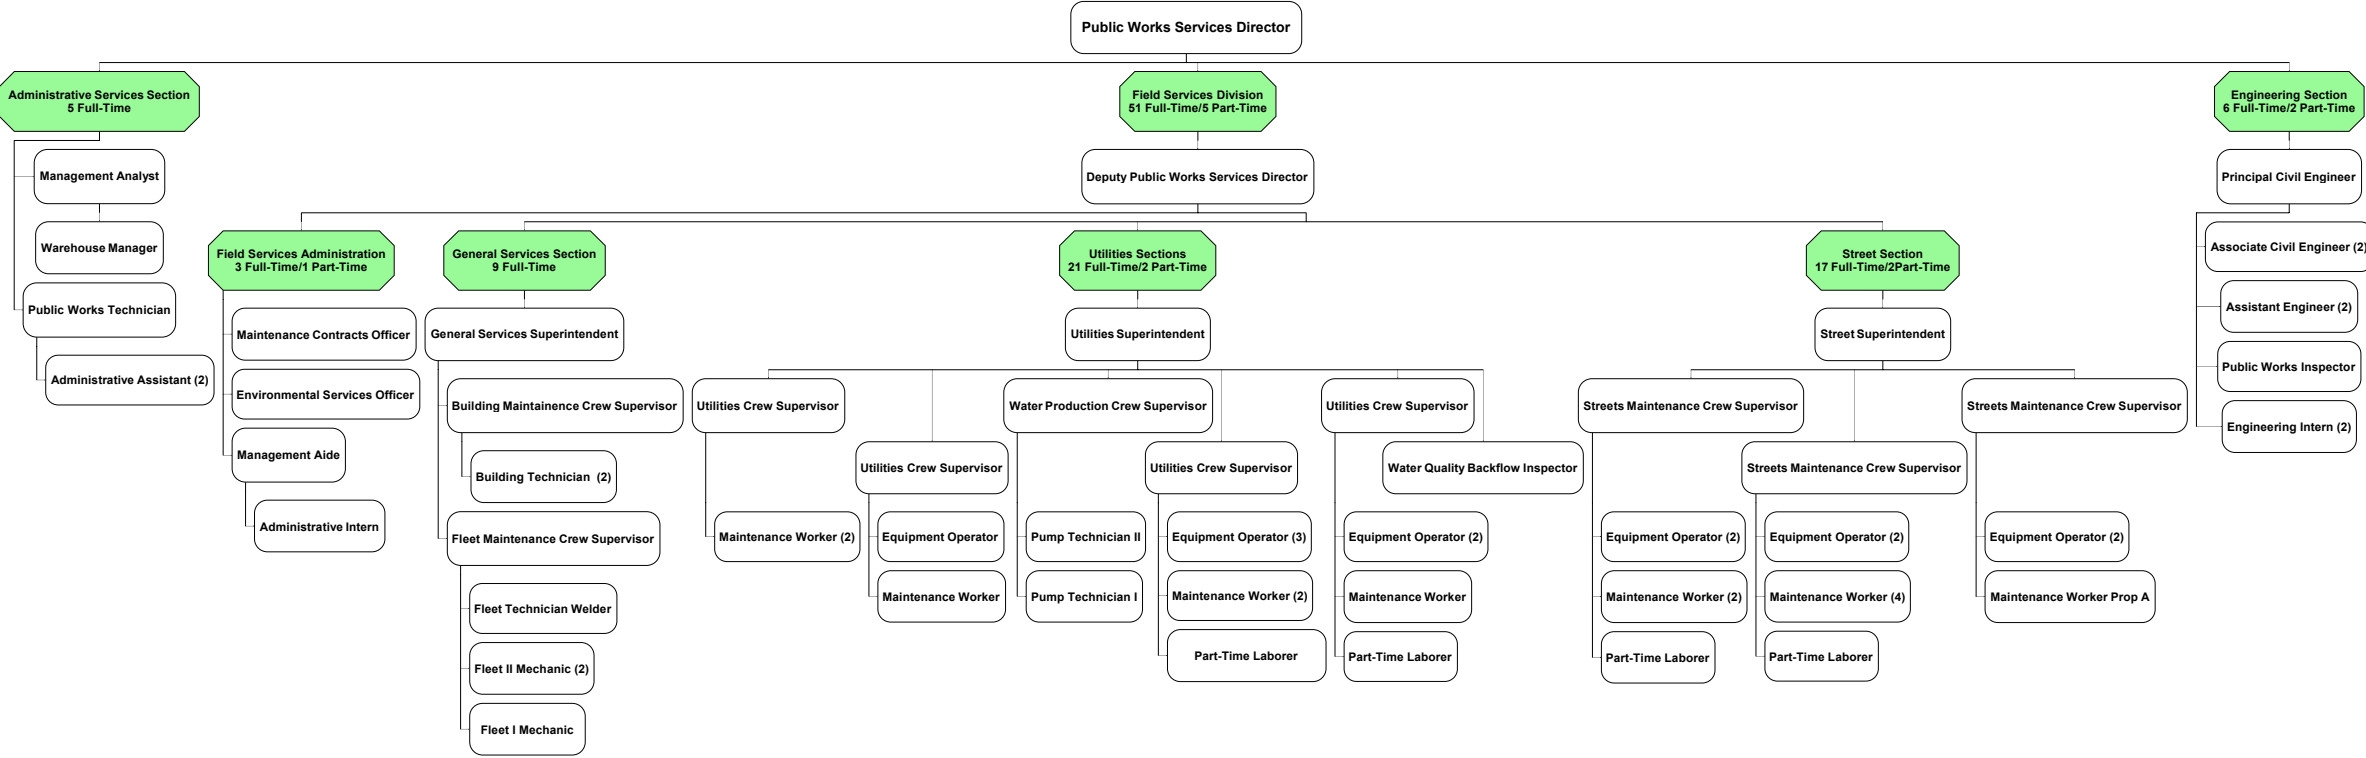 Public Works Services Director
Administrative Services Section
5 Full-Time
Field Services Division
51 Full-Time/5 Part-Time
Engineering Section
6 Full-Time/2 Part-Time
Management Analyst
Warehouse Manager
Public Works Technician
Administrative Assistant (2)
Deputy Public Works Services Director
Field Services Administration
3 Full-Time/1 Part-Time
Maintenance Contracts Officer
Environmental Services Officer
Management Aide
Administrative Intern
General Services Section
9 Full-Time
General Services Superintendent
Building Maintainence Crew Supervisor
Building Technician (2)
Fleet Maintenance Crew Supervisor
Fleet Technician Welder
Fleet II Mechanic (2)
Fleet I Mechanic
Utilities Sections
21 Full-Time/2 Part-Time
Utilities Superintendent
Utilities Crew Supervisor
Maintenance Worker (2)
Utilities Crew Supervisor
Equipment Operator
Maintenance Worker
Water Production Crew Supervisor
Pump Technician II
Pump Technician I
Utilities Crew Supervisor
Equipment Operator (3)
Maintenance Worker (2)
Part-Time Laborer
Utilities Crew Supervisor
Equipment Operator (2)
Maintenance Worker
Part-Time Laborer
Water Quality Backflow Inspector
Street Section
17 Full-Time/2Part-Time
Street Superintendent
Streets Maintenance Crew Supervisor
Equipment Operator (2)
Maintenance Worker (2)
Part-Time Laborer
Streets Maintenance Crew Supervisor
Equipment Operator (2)
Maintenance Worker (4)
Part-Time Laborer
Streets Maintenance Crew Supervisor
Equipment Operator (2)
Maintenance Worker Prop A
Principal Civil Engineer
Associate Civil Engineer (2)
Assistant Engineer (2)
Public Works Inspector
Engineering Intern (2)